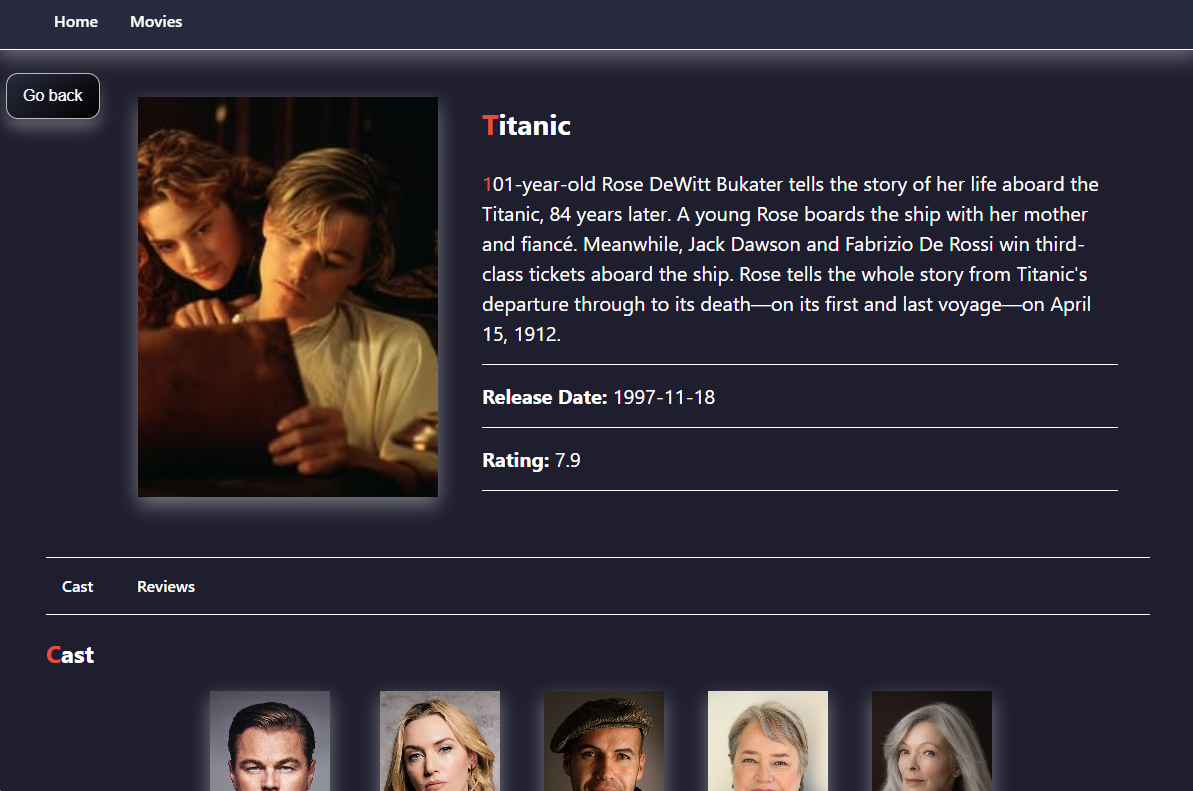 Home Movies
Go back
Titanic
101-year-old Rose DeWitt Bukater tells the story of her life aboard the
Titanic, 84 years later. A young Rose boards the ship with her mother
and fiancé. Meanwhile, Jack Dawson and Fabrizio De Rossi win third-
class tickets aboard the ship. Rose tells the whole story from Titanic's
departure through to its death—on its first and last voyage—on April
15, 1912.
Release Date: 1997-11-18
Rating: 7.9
Cast Reviews
Cast